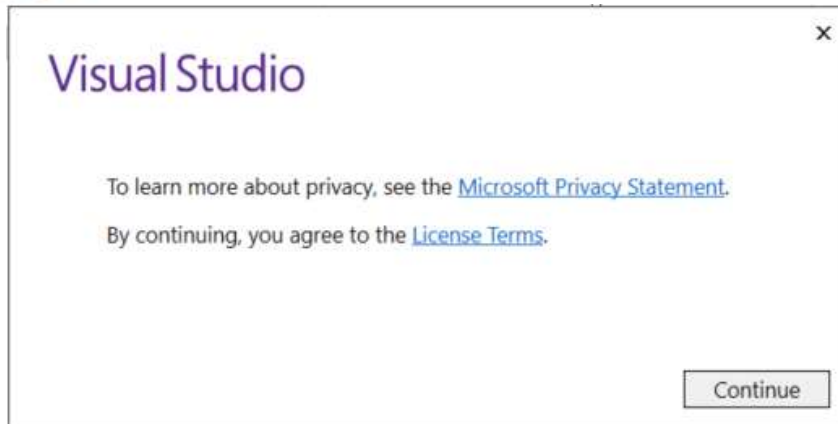 Visual Studio
To learn more about privacy, see the Microsoft Privacy Statement.
By continuing, you agree to the License Terms.
Continue